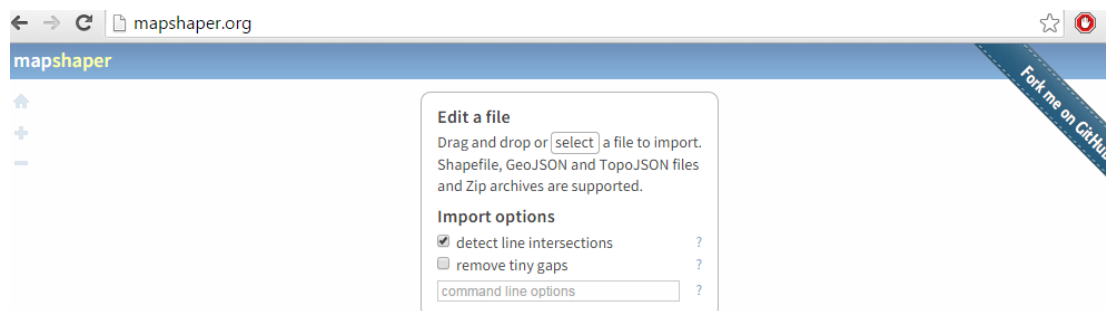 mapshaper.org
mapshaper
Fork me on GitHub
Edit a file
Drag and drop or select a file to import.
Shapefile, GeoJSON and TopoJSON files
and Zip archives are supported.
Import options
detect line intersections ?
remove tiny gaps ?
command line options ?